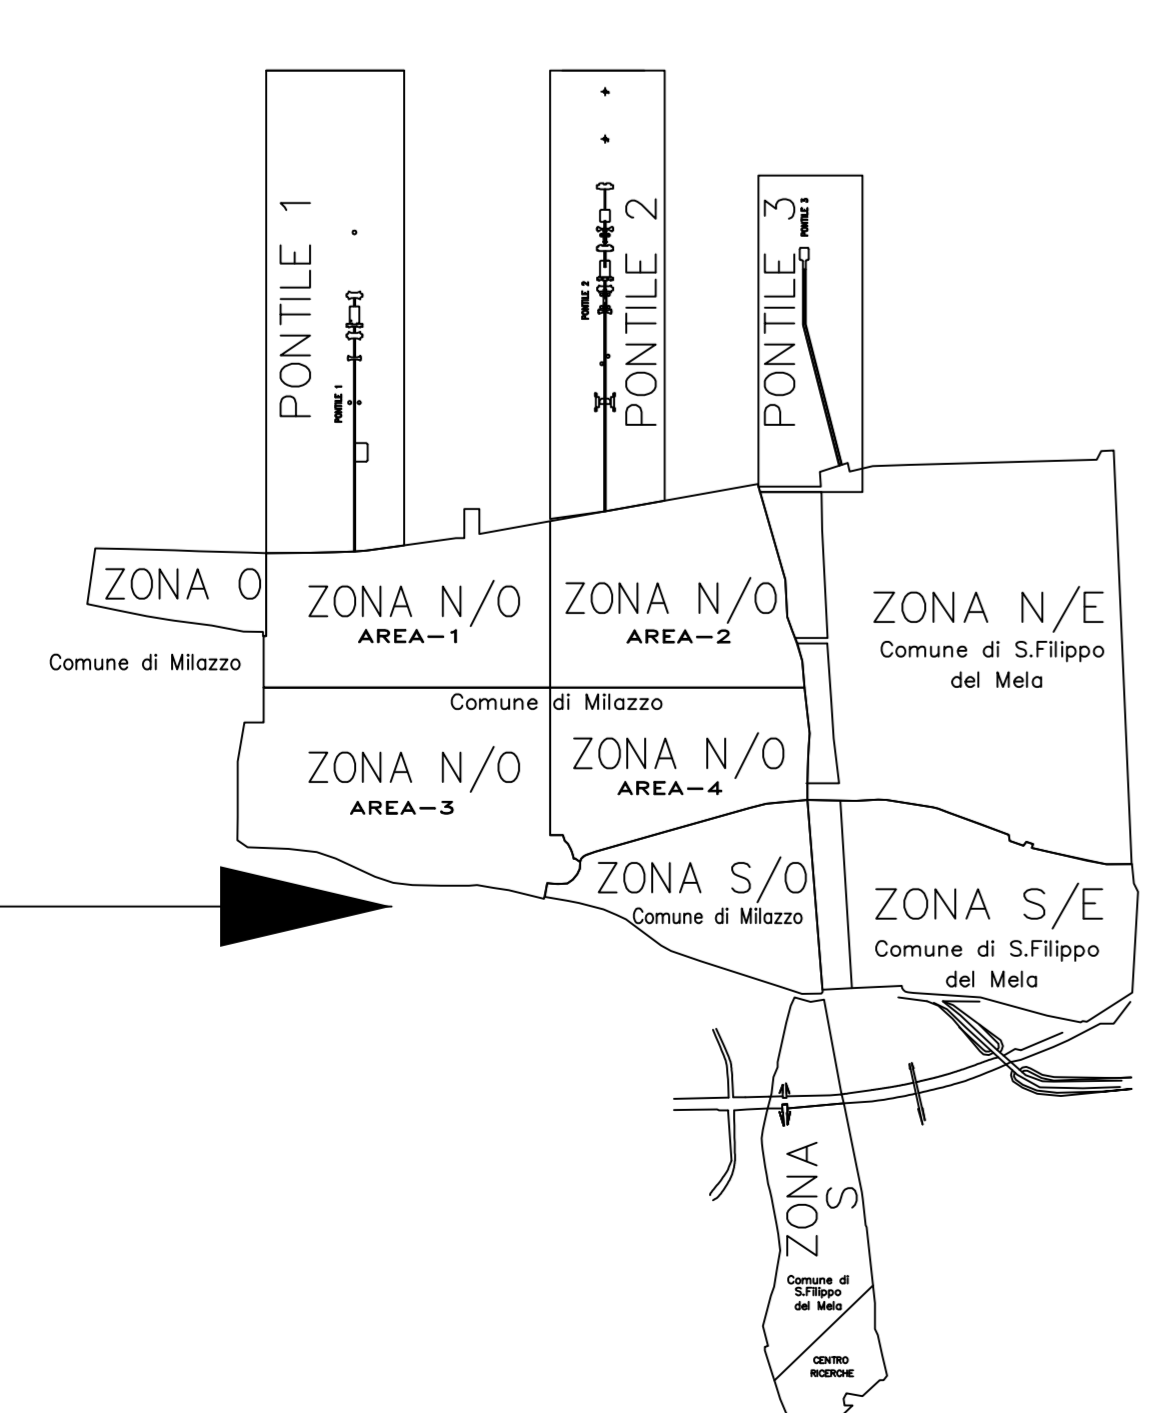 PONTILE 1
PONTILE 1
PONTILE 2
PONTILE 2
PONTILE 3
PONTILE 3
ZONA O
Comune di Milazzo
ZONA N/O
AREA-1
ZONA N/O
AREA-2
ZONA N/E
Comune di S.Filippo
del Mela
Comune di Milazzo
ZONA N/O
AREA-3
ZONA N/O
AREA-4
ZONA S/O
Comune di Milazzo
ZONA S/E
Comune di S.Filippo
del Mela
ZONA
S
Comune di
S.Filippo
del Mela
CENTRO
RICERCHE